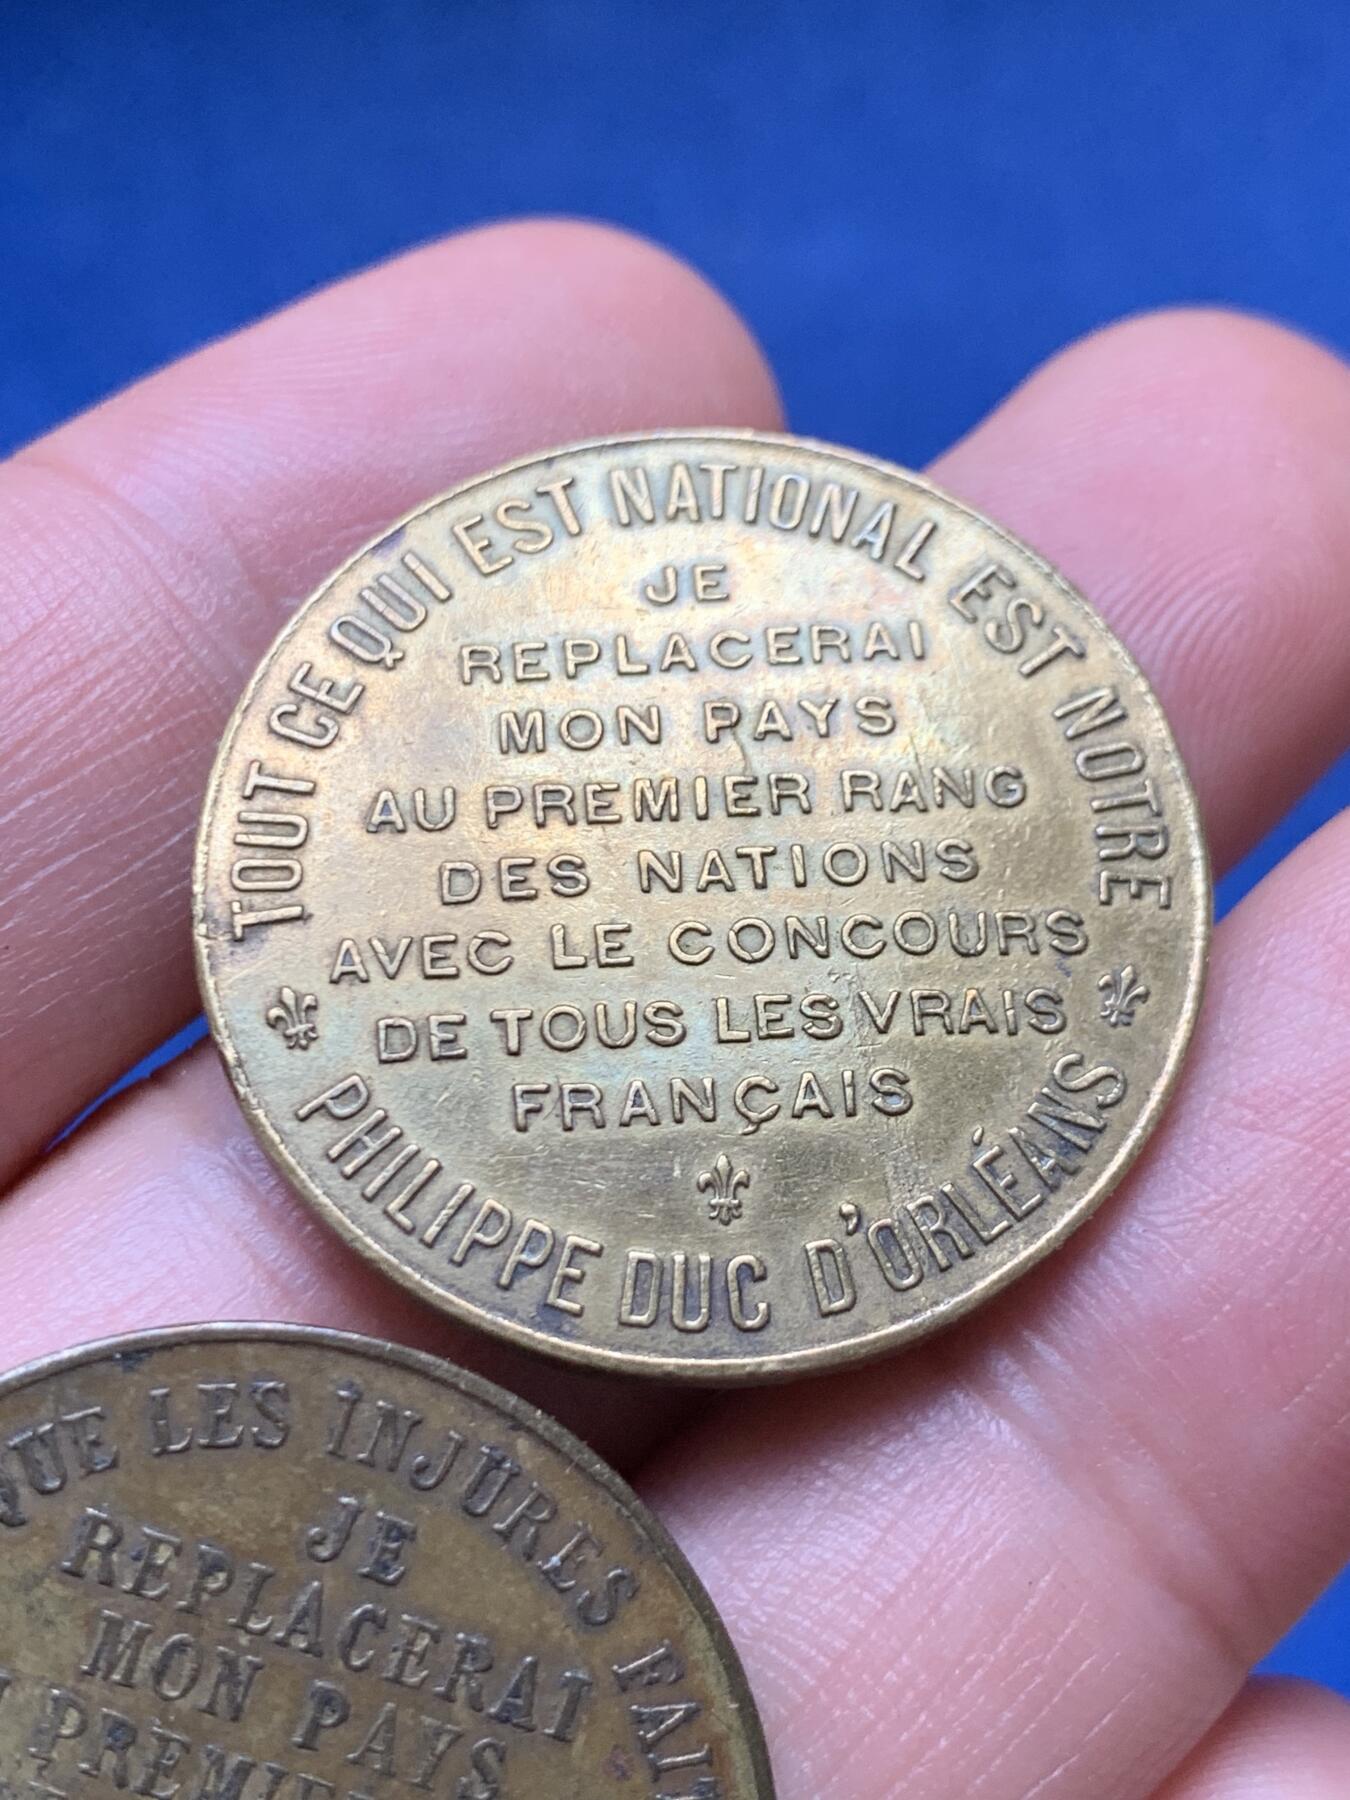 TOUT CE QUI EST NATIONAL EST NOTRE
JE
REPLACERAI
MON PAYS
AU PREMIER RANG
DES NATIONS
AVEC LE CONCOURS
DE TOUS LES VRAIS
FRANÇAIS
PHILIPPE DUC D'ORLÉANS
QUE LES INJURES
JE
REPLACERAI
MON PAYS